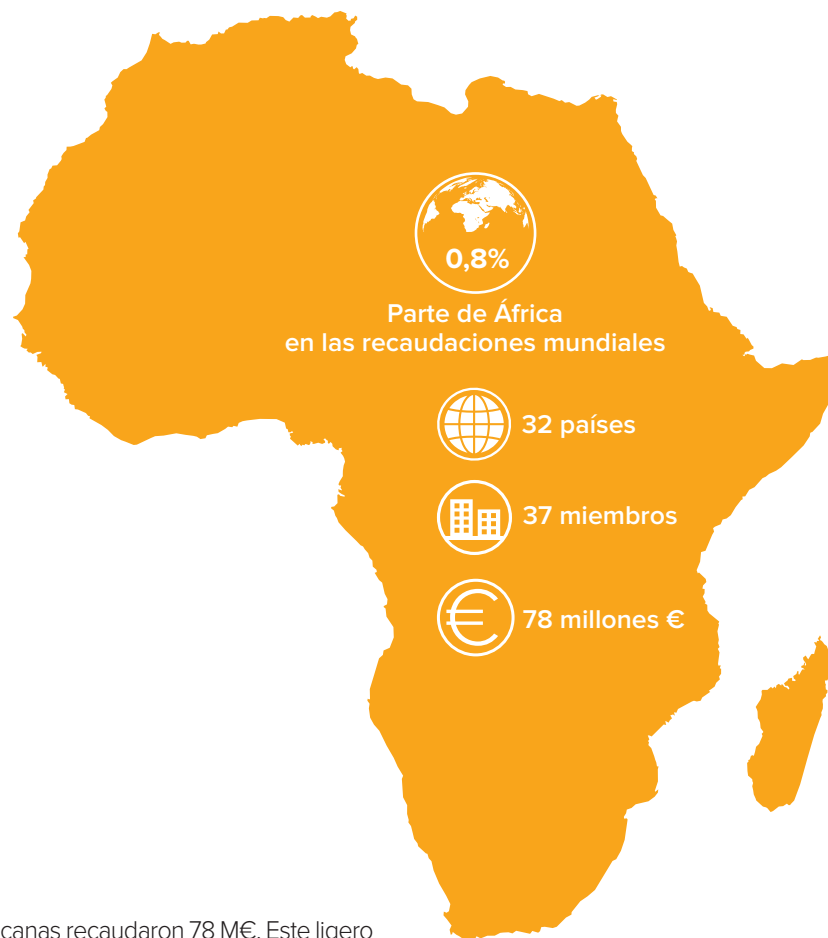 0,8%
Parte de África
en las recaudaciones mundiales
32 países
37 miembros
€
78 millones €
canas recaudaron 78 M€. Este ligero